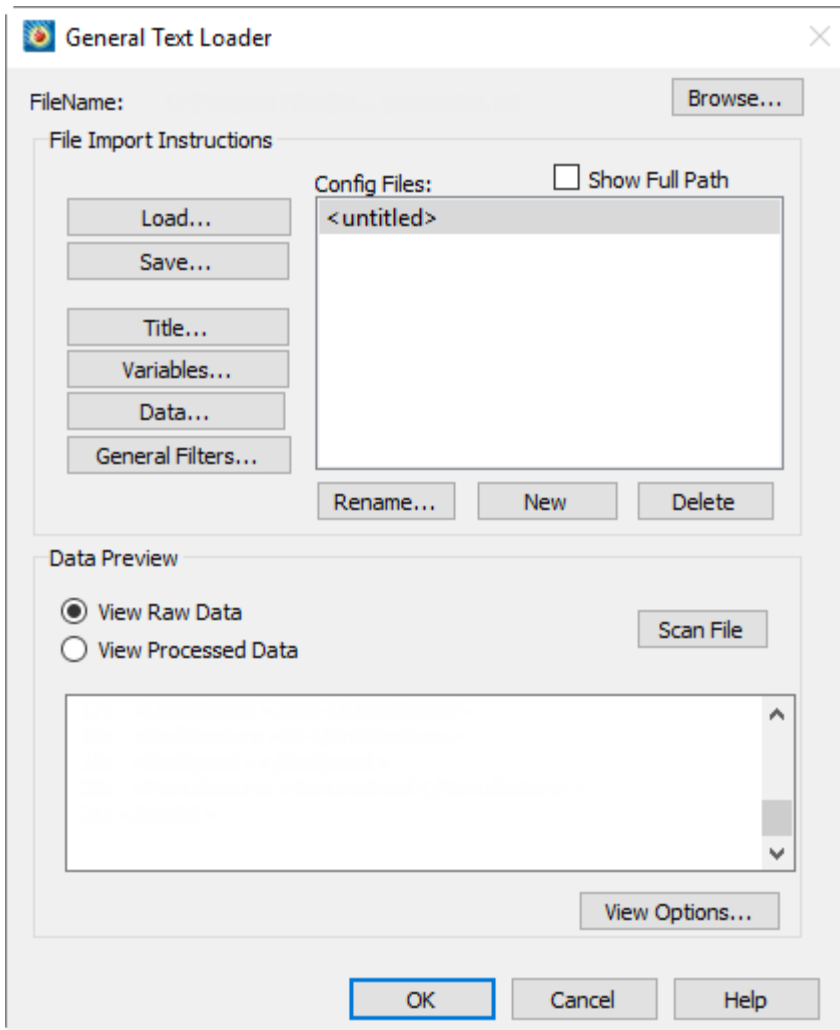 General Text Loader
FileName:
Browse...
File Import Instructions
Config Files:
Show Full Path
Load...
<untitled>
Save...
Title...
Variables...
Data...
General Filters...
Rename...
New
Delete
Data Preview
View Raw Data
Scan File
View Processed Data
View Options...
OK
Cancel
Help